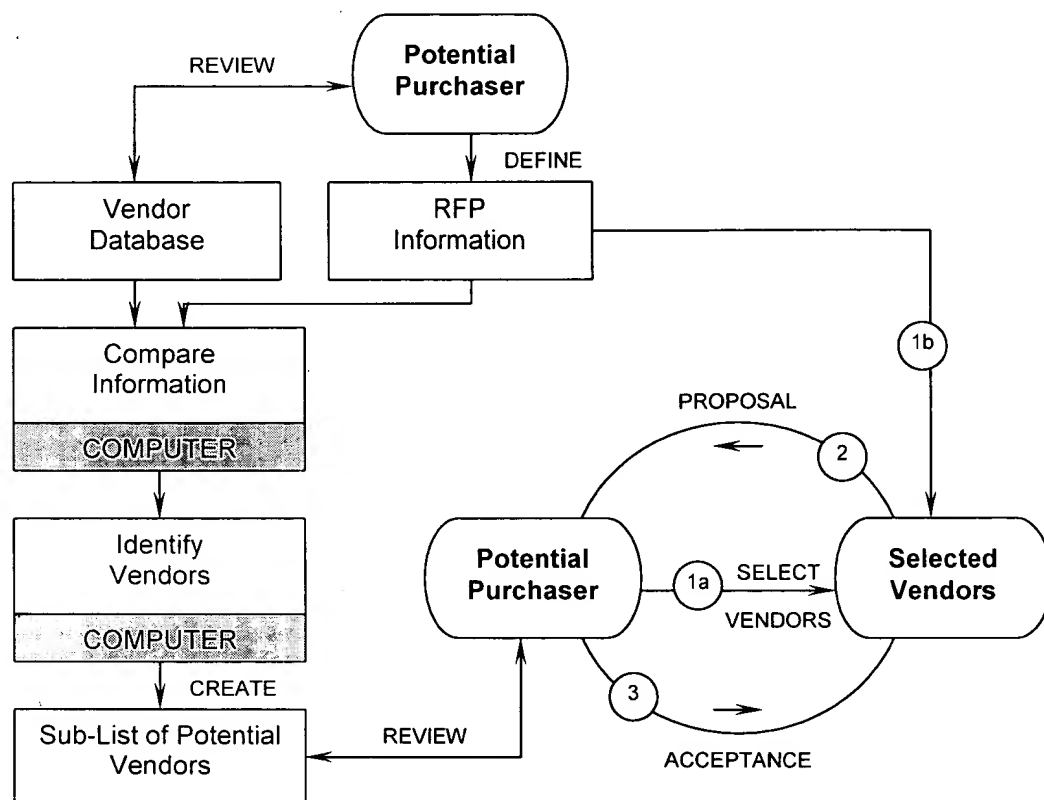 Potential
Purchaser
REVIEW
DEFINE
Vendor
Database
RFP
Information
1b
Compare
Information
COMPUTER
PROPOSAL
2
Identify
Vendors
COMPUTER
Potential
Purchaser
1a
SELECT
VENDORS
Selected
Vendors
CREATE
3
Sub-List of Potential
Vendors
REVIEW
ACCEPTANCE